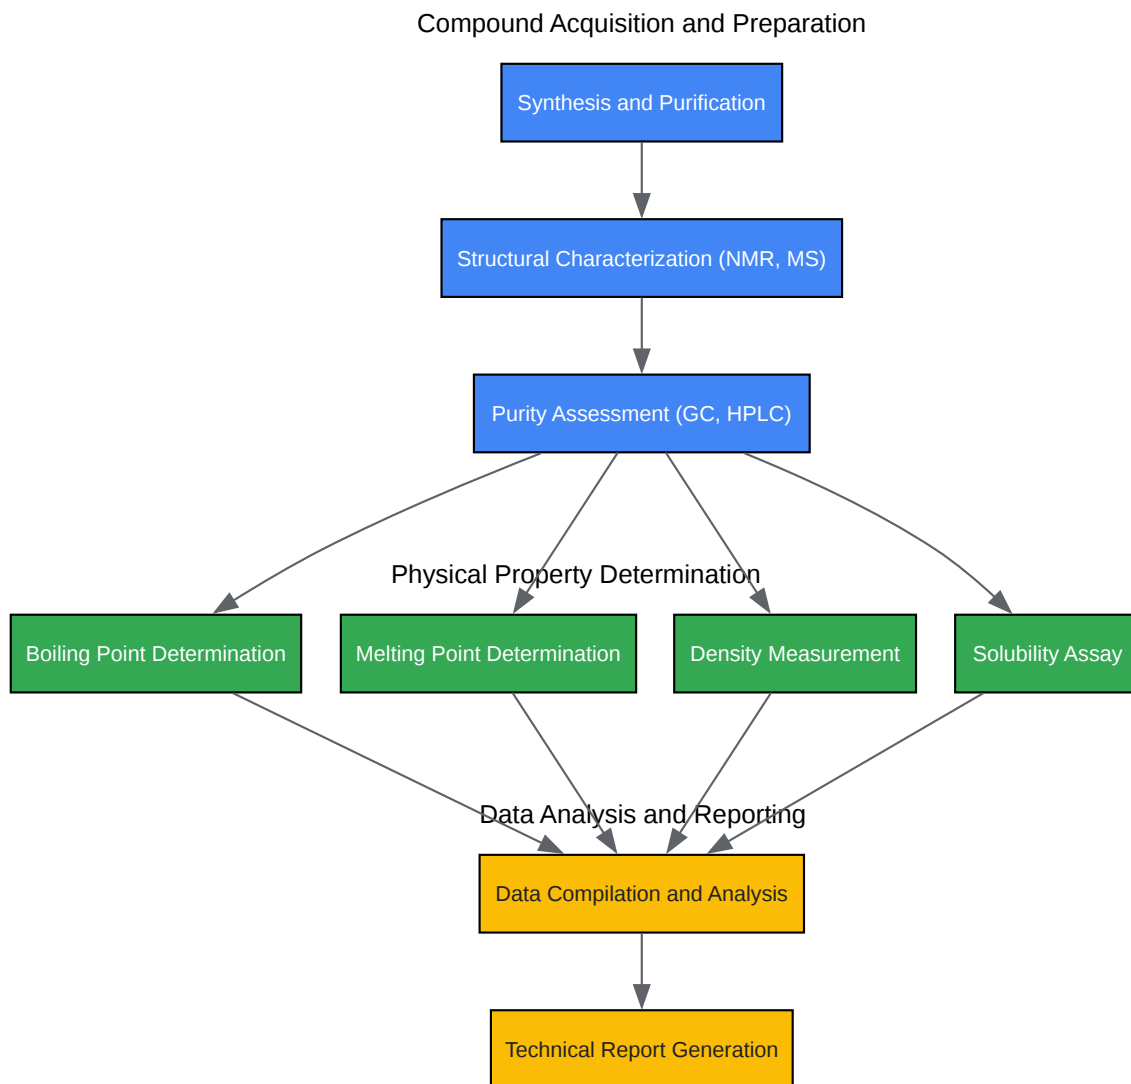 Compound Acquisition and Preparation
Synthesis and Purification
Structural Characterization (NMR, MS)
Purity Assessment (GC, HPLC)
Physical Property Determination
Boiling Point Determination
Melting Point Determination
Density Measurement
Solubility Assay
Data Analysis and Reporting
Data Compilation and Analysis
Technical Report Generation